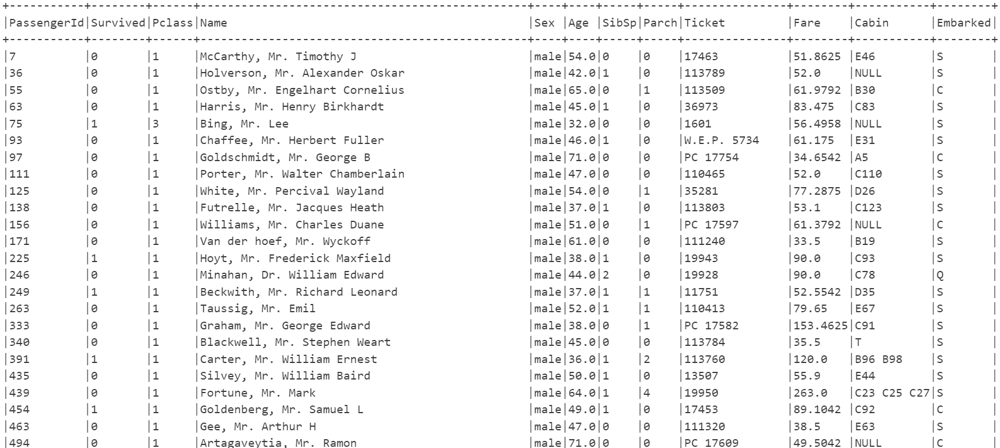 +-----------+--------+------+------------------------------------------------+----+----+-----+-----+---------------+--------+-----------+--------+
|PassengerId|Survived|Pclass|Name                                            |Sex |Age |SibSp|Parch|Ticket         |Fare    |Cabin      |Embarked|
+-----------+--------+------+------------------------------------------------+----+----+-----+-----+---------------+--------+-----------+--------+
|7          |0       |1     |McCarthy, Mr. Timothy J                         |male|54.0|0    |0    |17463          |51.8625 |E46        |S       |
|36         |0       |1     |Holverson, Mr. Alexander Oskar                  |male|42.0|1    |0    |113789         |52.0    |NULL       |S       |
|55         |0       |1     |Ostby, Mr. Engelhart Cornelius                  |male|65.0|0    |1    |113509         |61.9792 |B30        |C       |
|63         |0       |1     |Harris, Mr. Henry Birkhardt                     |male|45.0|1    |0    |36973          |83.475  |C83        |S       |
|75         |1       |3     |Bing, Mr. Lee                                   |male|32.0|0    |0    |1601           |56.4958 |NULL       |S       |
|93         |0       |1     |Chaffee, Mr. Herbert Fuller                     |male|46.0|1    |0    |W.E.P. 5734    |61.175  |E31        |S       |
|97         |0       |1     |Goldschmidt, Mr. George B                       |male|71.0|0    |0    |PC 17754       |34.6542 |A5         |C       |
|111        |0       |1     |Porter, Mr. Walter Chamberlain                  |male|47.0|0    |0    |110465         |52.0    |C110       |S       |
|125        |0       |1     |White, Mr. Percival Wayland                     |male|54.0|0    |1    |35281          |77.2875 |D26        |S       |
|138        |0       |1     |Futrelle, Mr. Jacques Heath                     |male|37.0|1    |0    |113803         |53.1    |C123       |S       |
|156        |0       |1     |Williams, Mr. Charles Duane                     |male|51.0|0    |1    |PC 17597       |61.3792 |NULL       |C       |
|171        |0       |1     |Van der hoef, Mr. Wyckoff                       |male|61.0|0    |0    |111240         |33.5    |B19        |S       |
|225        |1       |1     |Hoyt, Mr. Frederick Maxfield                    |male|38.0|1    |0    |19943          |90.0    |C93        |S       |
|246        |0       |1     |Minahan, Dr. William Edward                     |male|44.0|2    |0    |19928          |90.0    |C78        |Q       |
|249        |1       |1     |Beckwith, Mr. Richard Leonard                   |male|37.0|1    |1    |11751          |52.5542 |D35        |S       |
|263        |0       |1     |Taussig, Mr. Emil                               |male|52.0|1    |1    |110413         |79.65   |E67        |S       |
|333        |0       |1     |Graham, Mr. George Edward                       |male|38.0|0    |1    |PC 17582       |153.4625|C91        |S       |
|340        |0       |1     |Blackwell, Mr. Stephen Weart                    |male|45.0|0    |0    |113784         |35.5    |T          |S       |
|391        |1       |1     |Carter, Mr. William Ernest                      |male|36.0|1    |2    |113760         |120.0   |B96 B98    |S       |
|435        |0       |1     |Silvey, Mr. William Baird                       |male|50.0|1    |0    |13507          |55.9    |E44        |S       |
|439        |0       |1     |Fortune, Mr. Mark                               |male|64.0|1    |4    |19950          |263.0   |C23 C25 C27|S       |
|454        |1       |1     |Goldenberg, Mr. Samuel L                        |male|49.0|1    |0    |17453          |89.1042 |C92        |C       |
|463        |0       |1     |Gee, Mr. Arthur H                               |male|47.0|0    |0    |111320         |38.5    |E63        |S       |
|494        |0       |1     |Artagaveytia, Mr. Ramon                         |male|71.0|0    |0    |PC 17609       |49.5042 |NULL       |C       |